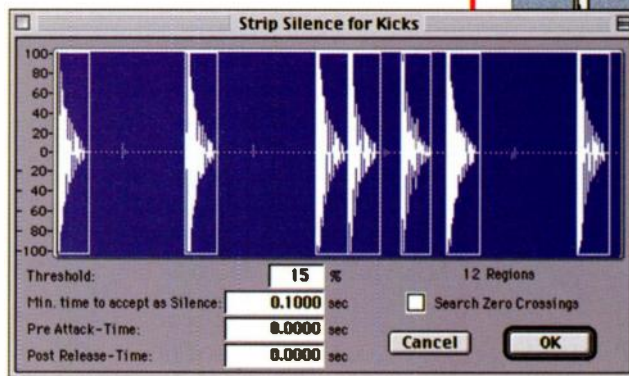 Strip Silence for Kicks
100-
80-
60-
40-
20-
0-
- 20-
- 40-
- 60-
- 80-
-100-
Threshold: 15 % 12 Regions
Min. time to accept as Silence: 0.1000 sec Search Zero Crossings
Pre Attack-Time: 0.0000 sec
Post Release-Time: 0.0000 sec
Cancel OK